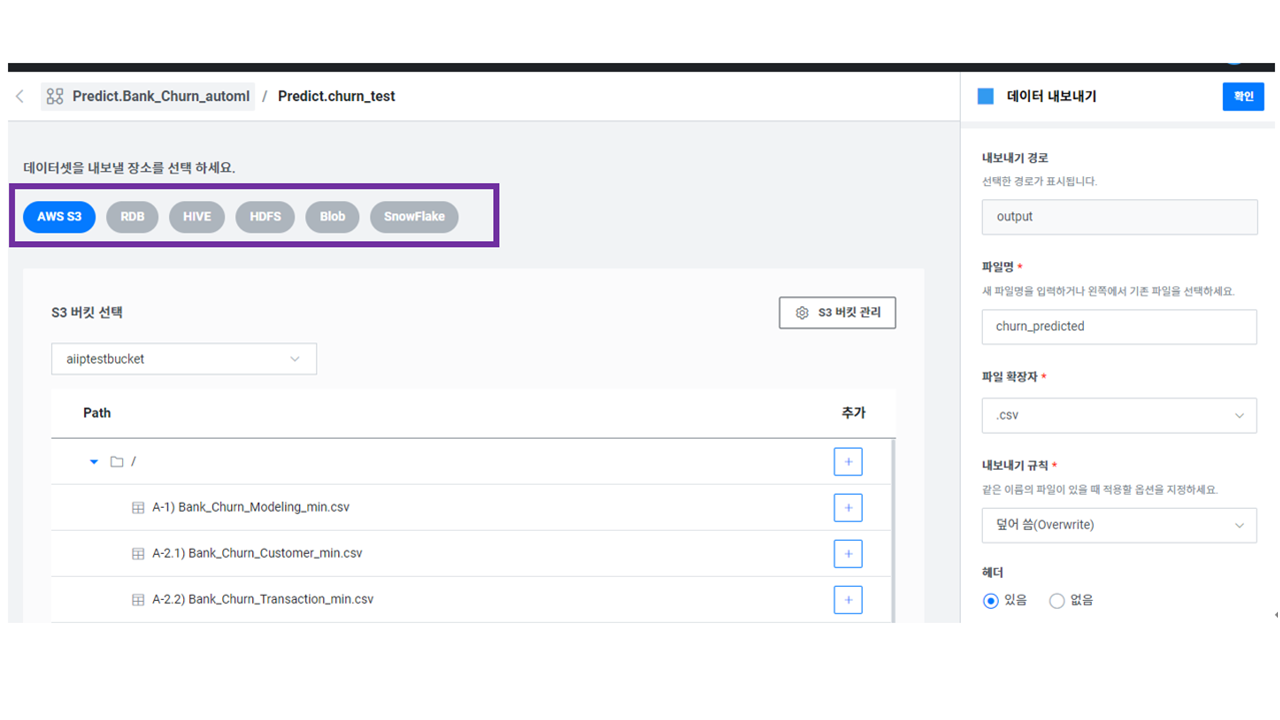 Predict.Bank_Churn_automl / Predict.churn_test
데이터셋을 내보낼 장소를 선택 하세요.
AWS S3 RDB HIVE HDFS Blob SnowFlake
S3 버킷 선택
S3 버킷 관리
aiiptestbucket
Path 추가
/
A-1) Bank_Churn_Modeling_min.csv
A-2.1) Bank_Churn_Customer_min.csv
A-2.2) Bank_Churn_Transaction_min.csv
데이터 내보내기 확인
내보내기 경로
선택한 경로가 표시됩니다.
output
파일명 *
새 파일명을 입력하거나 왼쪽에서 기존 파일을 선택하세요.
churn_predicted
파일 확장자 *
.csv
내보내기 규칙 *
같은 이름의 파일이 있을 때 적용할 옵션을 지정하세요.
덮어 씀(Overwrite)
헤더
있음 없음